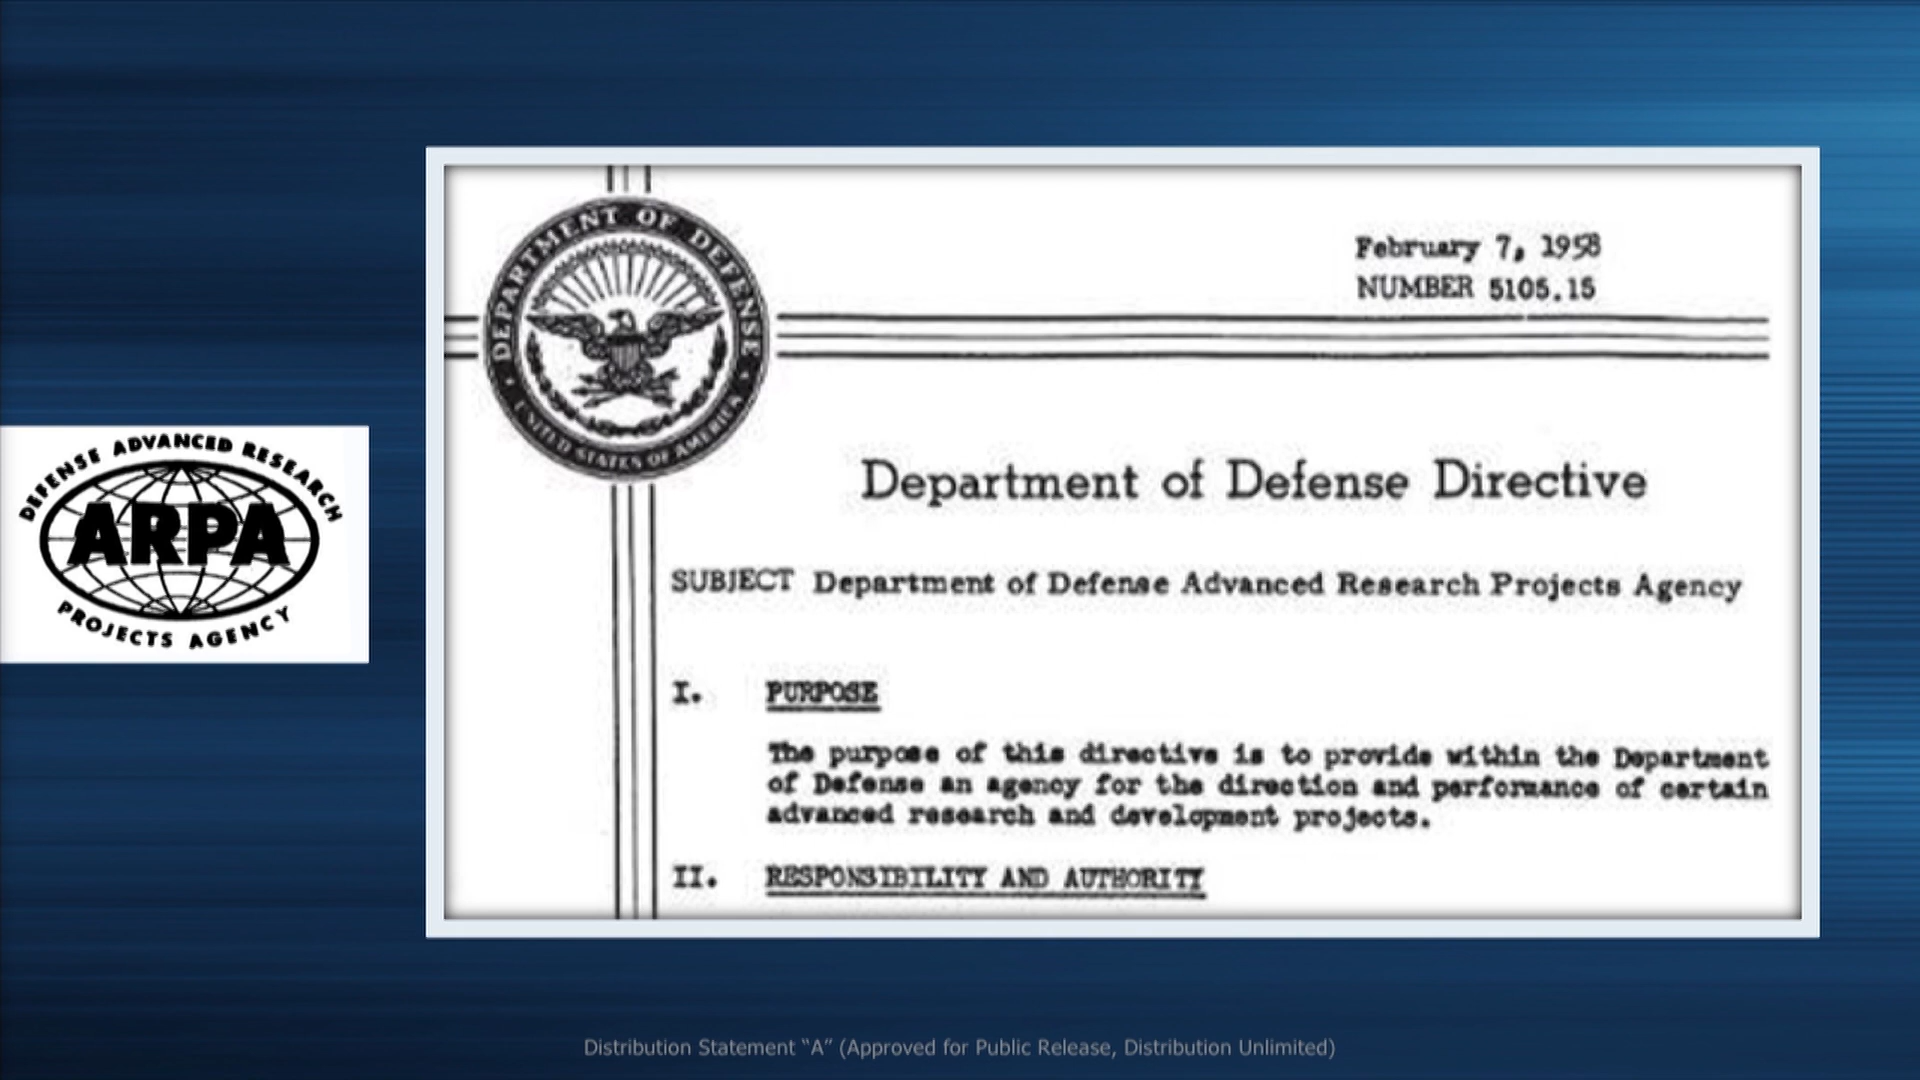 DEFENSE ADVANCED RESEARCH
ARPA
PROJECTS AGENCY
DEPARTMENT OF DEFENSE
UNITED STATES OF AMERICA
February 7, 1958
NUMBER 5105.15
Department of Defense Directive
SUBJECT Department of Defense Advanced Research Projects Agency
I. PURPOSE
The purpose of this directive is to provide within the Department
of Defense an agency for the direction and performance of certain
advanced research and development projects.
II. RESPONSIBILITY AND AUTHORITY
Distribution Statement “A” (Approved for Public Release, Distribution Unlimited)